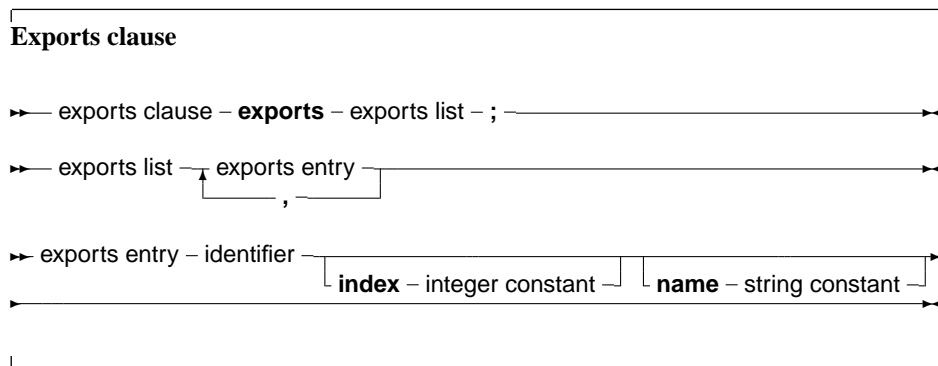 Exports clause
exports clause – exports – exports list – ;
exports list exports entry
,
exports entry – identifier
index – integer constant name – string constant